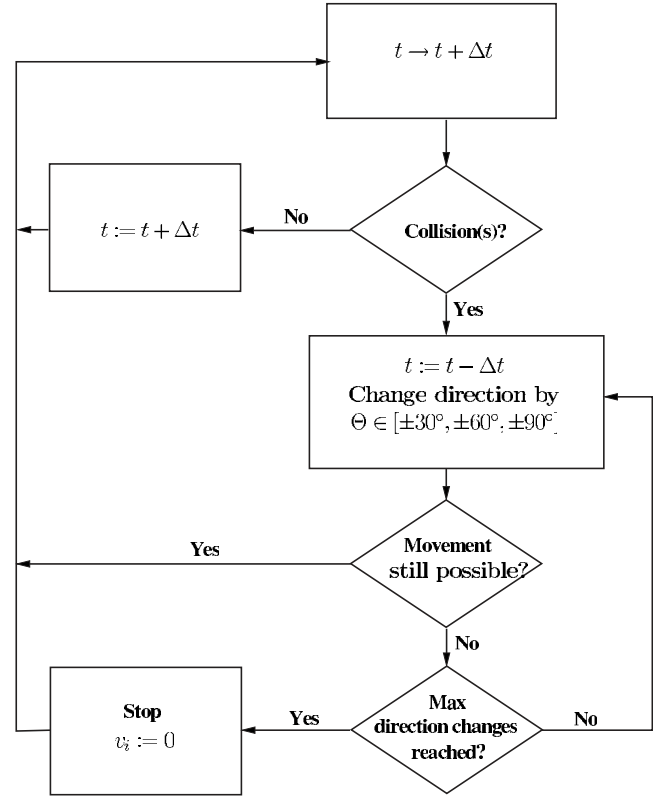 t → t + Δt
Collision(s)?
No
t := t + Δt
Yes
t := t − Δt
Change direction by
Θ ∈ [±30°, ±60°, ±90°]
Movement
still possible?
Yes
No
Max
direction changes
reached?
Yes
No
Stop
vᵢ := 0